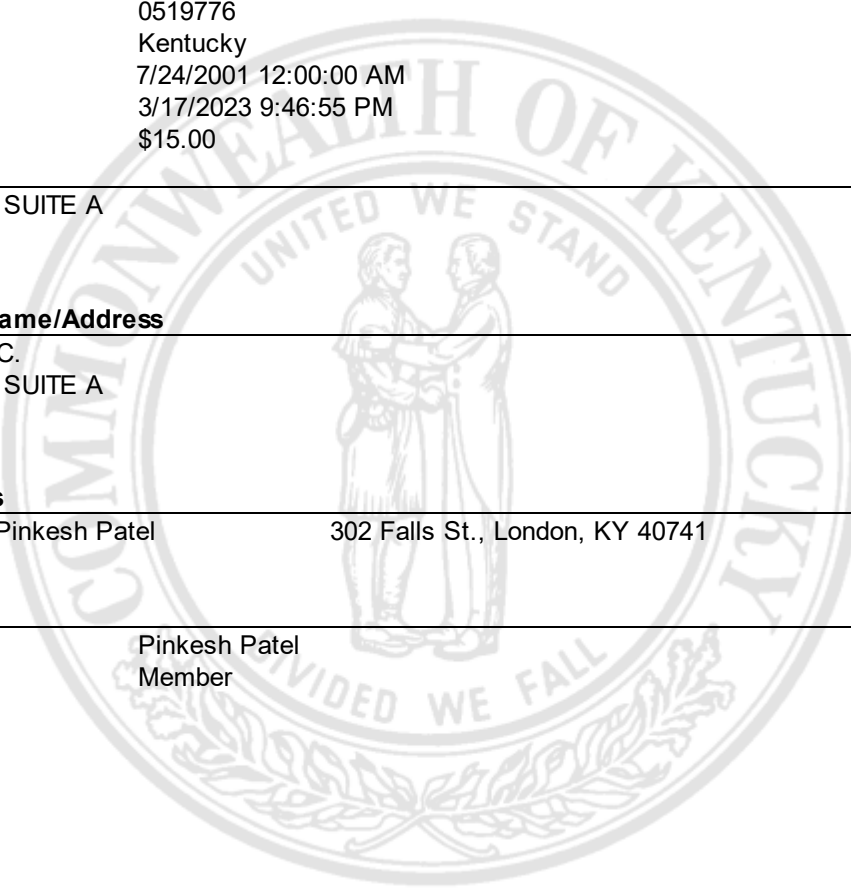 0519776
Kentucky
7/24/2001 12:00:00 AM
3/17/2023 9:46:55 PM
$15.00
SUITE A
ame/Address
C.
SUITE A
s
Pinkesh Patel 302 Falls St., London, KY 40741
Pinkesh Patel
Member
COMMONWEALTH OF KENTUCKY
UNITED WE STAND
DIVIDED WE FALL